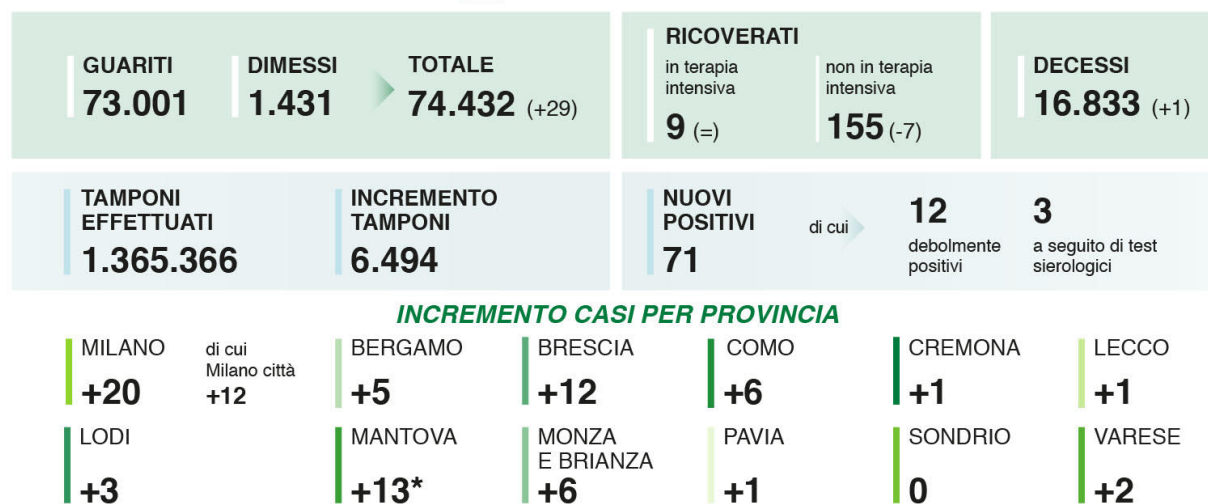 GUARITI
73.001
DIMESSI
1.431
TOTALE
74.432 (+29)
RICOVERATI
in terapia
intensiva
9 (=)
non in terapia
intensiva
155 (-7)
DECESSI
16.833 (+1)
TAMPONI
EFFETTUATI
1.365.366
INCREMENTO
TAMPONI
6.494
NUOVI
POSITIVI
71
di cui
12
debolmente
positivi
3
a seguito di test
sierologici
INCREMENTO CASI PER PROVINCIA
MILANO
+20
di cui
Milano città
+12
BERGAMO
+5
BRESCIA
+12
COMO
+6
CREMONA
+1
LECCO
+1
LODI
+3
MANTOVA
+13*
MONZA
E BRIANZA
+6
PAVIA
+1
SONDRIO
0
VARESE
+2